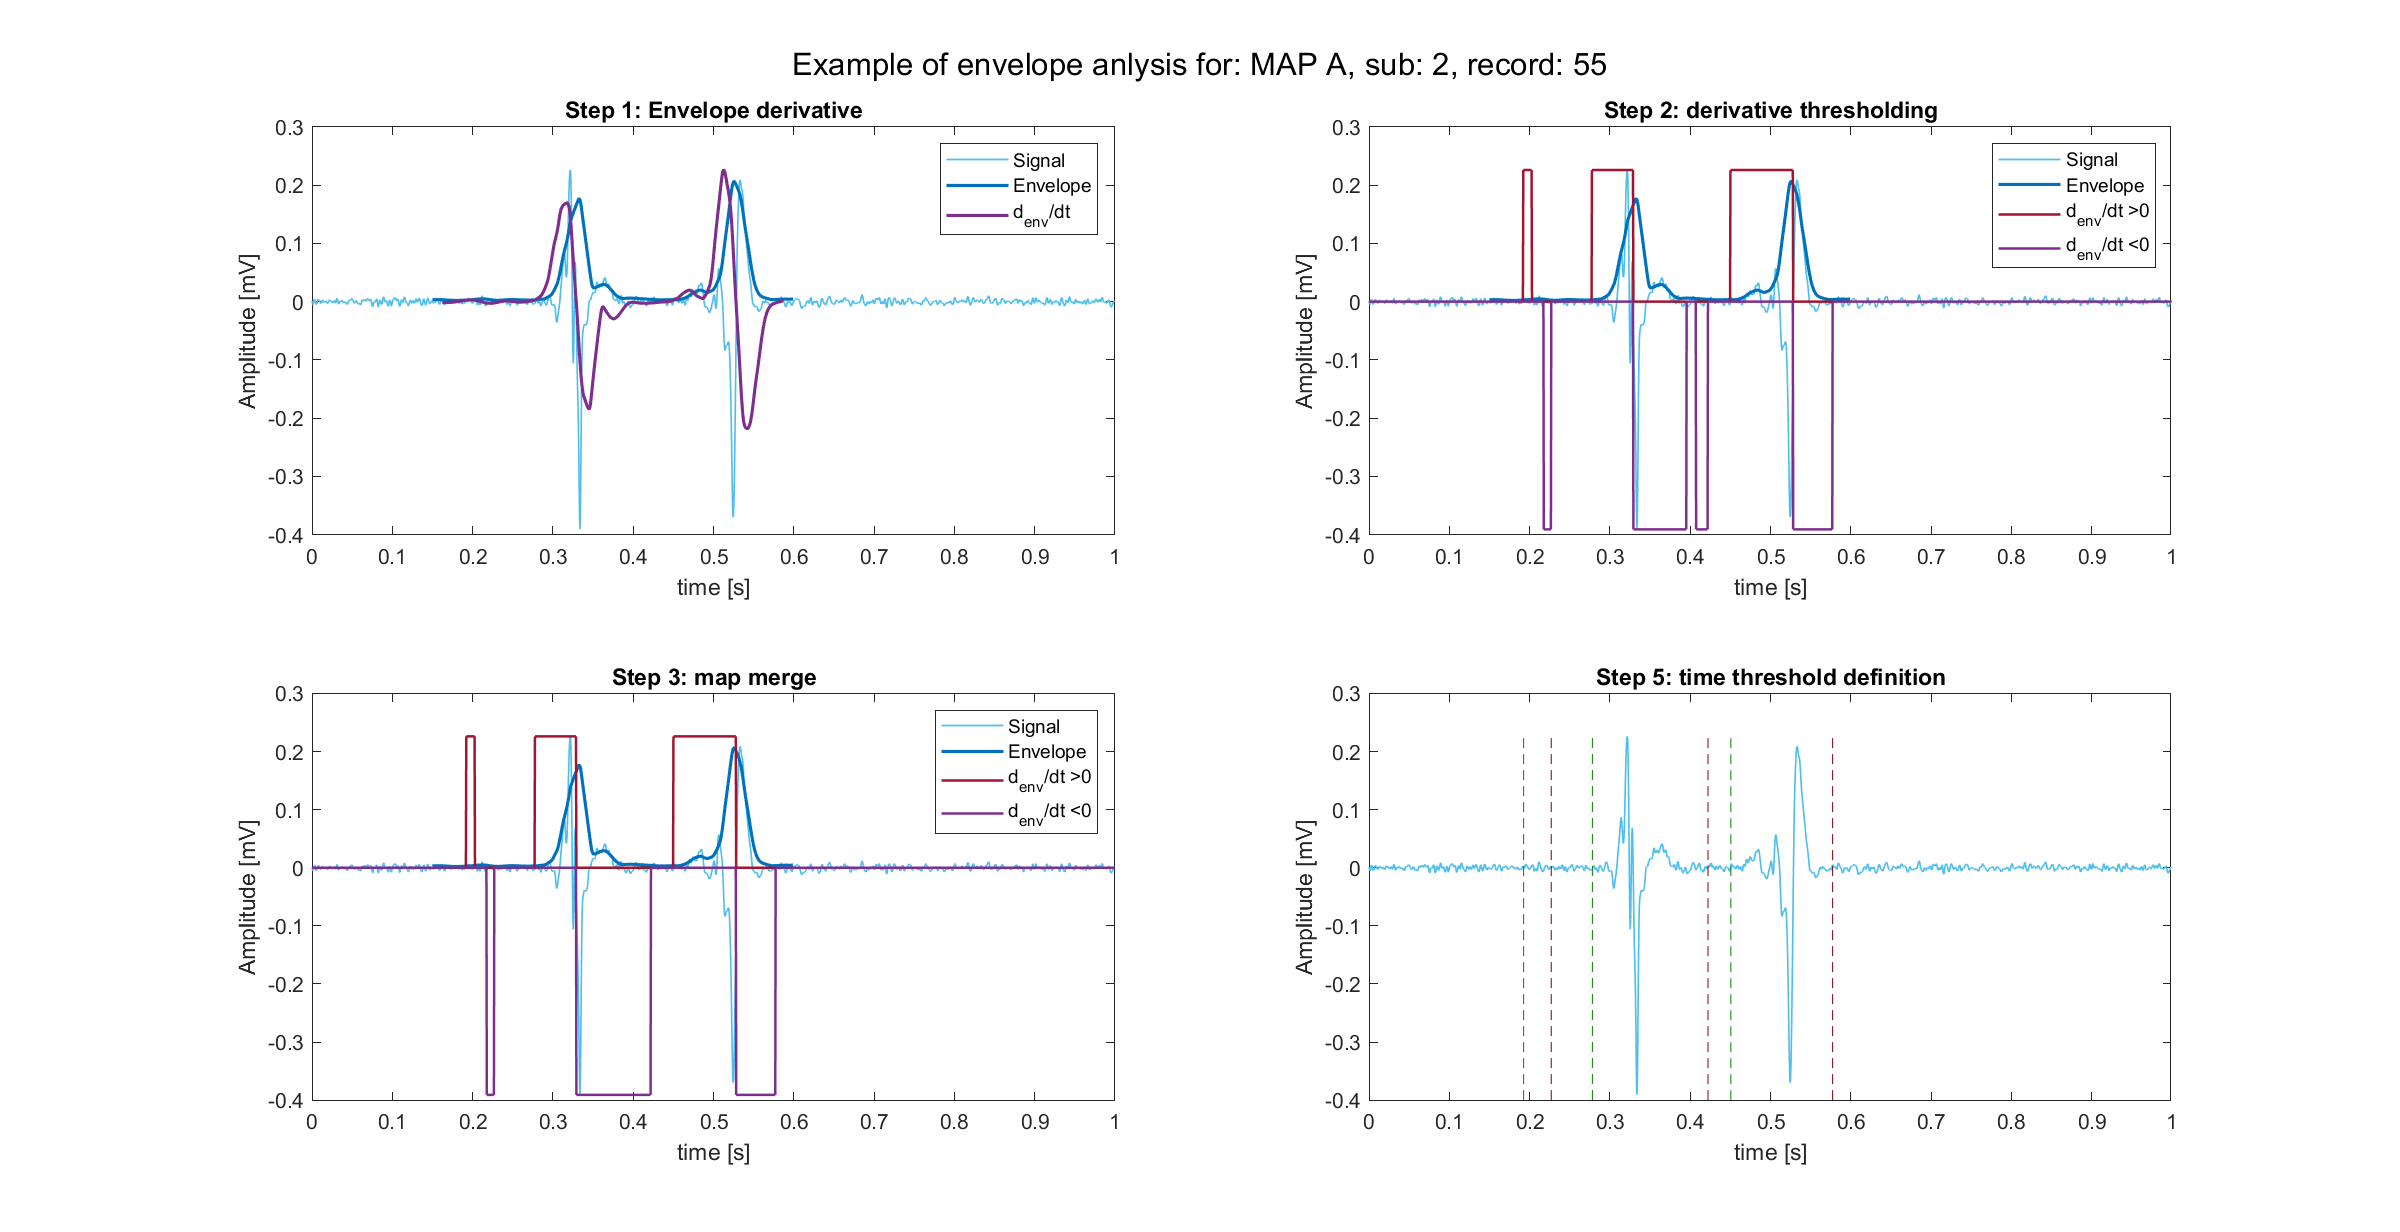 Example of envelope anlysis for: MAP A, sub: 2, record: 55
Step 1: Envelope derivative
0.3
0.2
0.1
0
-0.1
-0.2
-0.3
-0.4
Amplitude [mV]
0 0.1 0.2 0.3 0.4 0.5 0.6 0.7 0.8 0.9 1
time [s]
Signal
Envelope
d_env/dt
Step 2: derivative thresholding
0.3
0.2
0.1
0
-0.1
-0.2
-0.3
-0.4
Amplitude [mV]
0 0.1 0.2 0.3 0.4 0.5 0.6 0.7 0.8 0.9 1
time [s]
Signal
Envelope
d_env/dt >0
d_env/dt <0
Step 3: map merge
0.3
0.2
0.1
0
-0.1
-0.2
-0.3
-0.4
Amplitude [mV]
0 0.1 0.2 0.3 0.4 0.5 0.6 0.7 0.8 0.9 1
time [s]
Signal
Envelope
d_env/dt >0
d_env/dt <0
Step 5: time threshold definition
0.3
0.2
0.1
0
-0.1
-0.2
-0.3
-0.4
Amplitude [mV]
0 0.1 0.2 0.3 0.4 0.5 0.6 0.7 0.8 0.9 1
time [s]